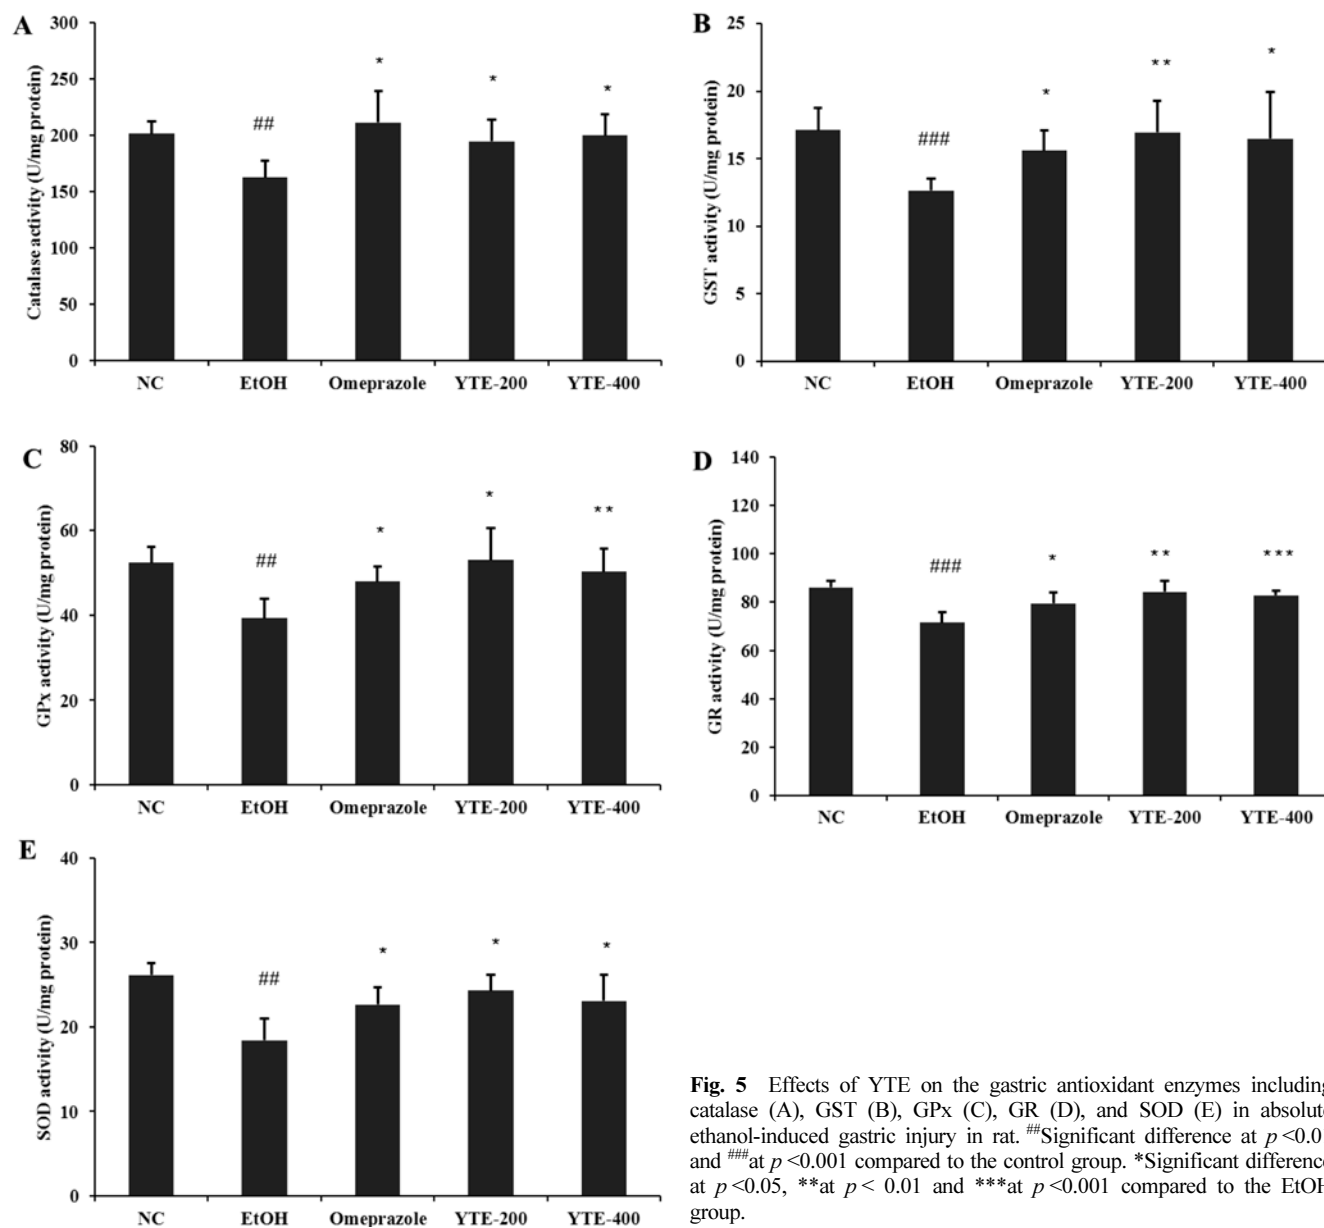 A
300
250
200
150
100
50
0
Catalase activity (U/mg protein)
##
*
*
*
NC EtOH Omeprazole YTE-200 YTE-400
B
25
20
15
10
5
0
GST activity (U/mg protein)
###
*
**
*
NC EtOH Omeprazole YTE-200 YTE-400
C
80
60
40
20
0
GPx activity (U/mg protein)
##
*
*
**
NC EtOH Omeprazole YTE-200 YTE-400
D
140
120
100
80
60
40
20
0
GR activity (U/mg protein)
###
*
**
***
NC EtOH Omeprazole YTE-200 YTE-400
E
40
30
20
10
0
SOD activity (U/mg protein)
##
*
*
*
NC EtOH Omeprazole YTE-200 YTE-400
Fig. 5 Effects of YTE on the gastric antioxidant enzymes including
catalase (A), GST (B), GPx (C), GR (D), and SOD (E) in absolut
ethanol-induced gastric injury in rat. ##Significant difference at p <0.0
and ###at p <0.001 compared to the control group. *Significant difference
at p <0.05, **at p < 0.01 and ***at p <0.001 compared to the EtOH
group.